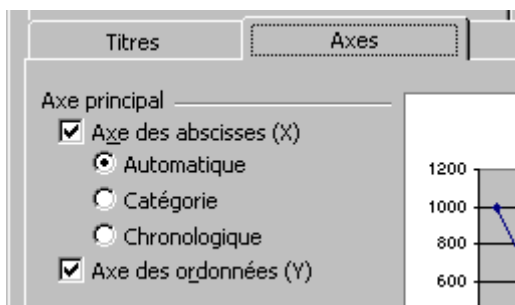 Titres
Axes
Axe principal
Axe des abscisses (X)
Automatique
Catégorie
Chronologique
Axe des ordonnées (Y)
1200
1000
800
600